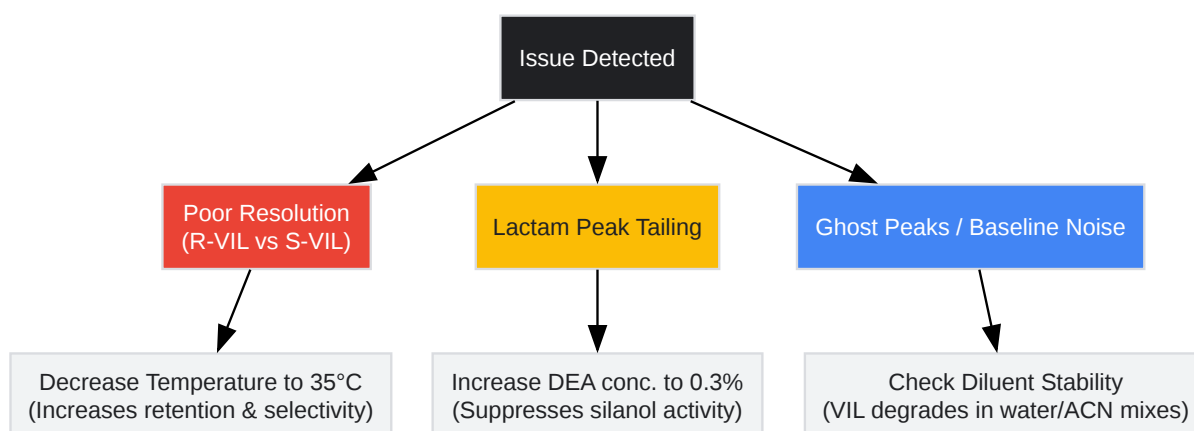 Issue Detected
Poor Resolution
(R-VIL vs S-VIL)
Lactam Peak Tailing
Ghost Peaks / Baseline Noise
Decrease Temperature to 35°C
(Increases retention & selectivity)
Increase DEA conc. to 0.3%
(Suppresses silanol activity)
Check Diluent Stability
(VIL degrades in water/ACN mixes)